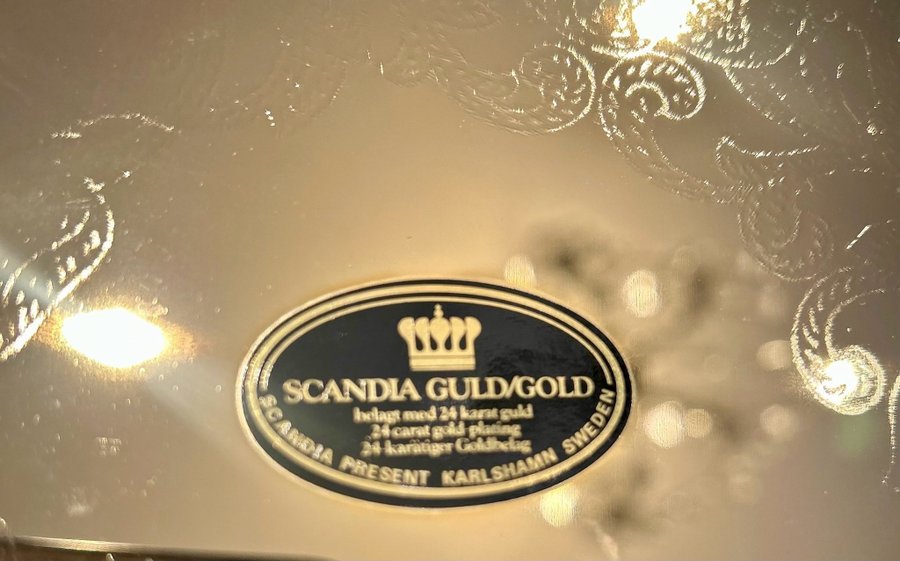 SCANDIA GULD/GOLD
belagt med 24 karat guld
24 carat gold plating
24-karätiger Goldbelag
SCANDIA PRESENT KARLSHAMN SWEDEN